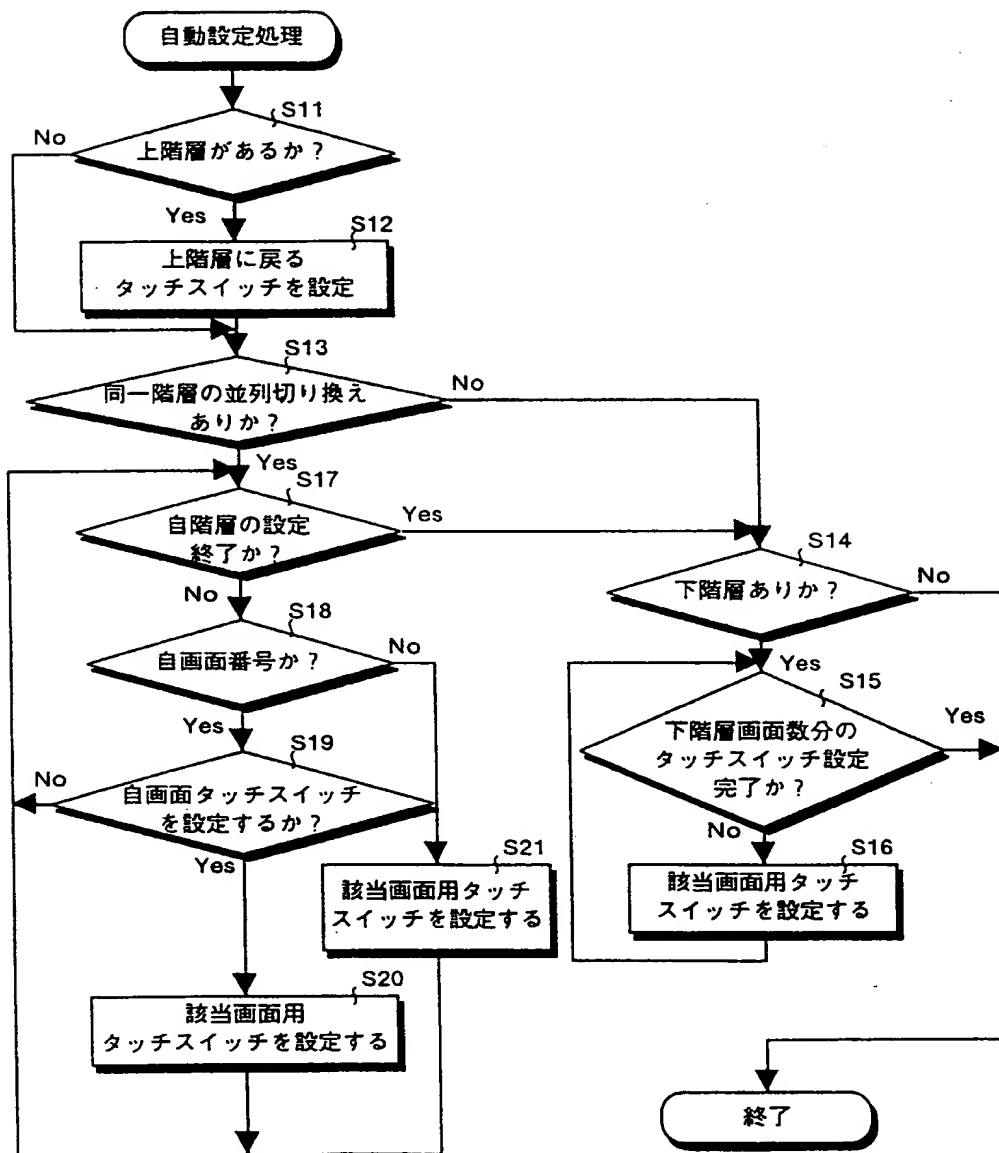 自動設定処理
S11
No
上階層があるか？
Yes
S12
上階層に戻る
タッチスイッチを設定
S13
No
同一階層の並列切り換え
ありか？
Yes
S17
自階層の設定
終了か？
Yes
No
S14
下階層ありか？
No
Yes
S18
自画面番号か？
No
Yes
S15
下階層画面数分の
タッチスイッチ設定
完了か？
Yes
No
S19
No
自画面タッチスイッチ
を設定するか？
Yes
S21
該当画面用タッチ
スイッチを設定する
S16
該当画面用タッチ
スイッチを設定する
S20
該当画面用
タッチスイッチを設定する
終了